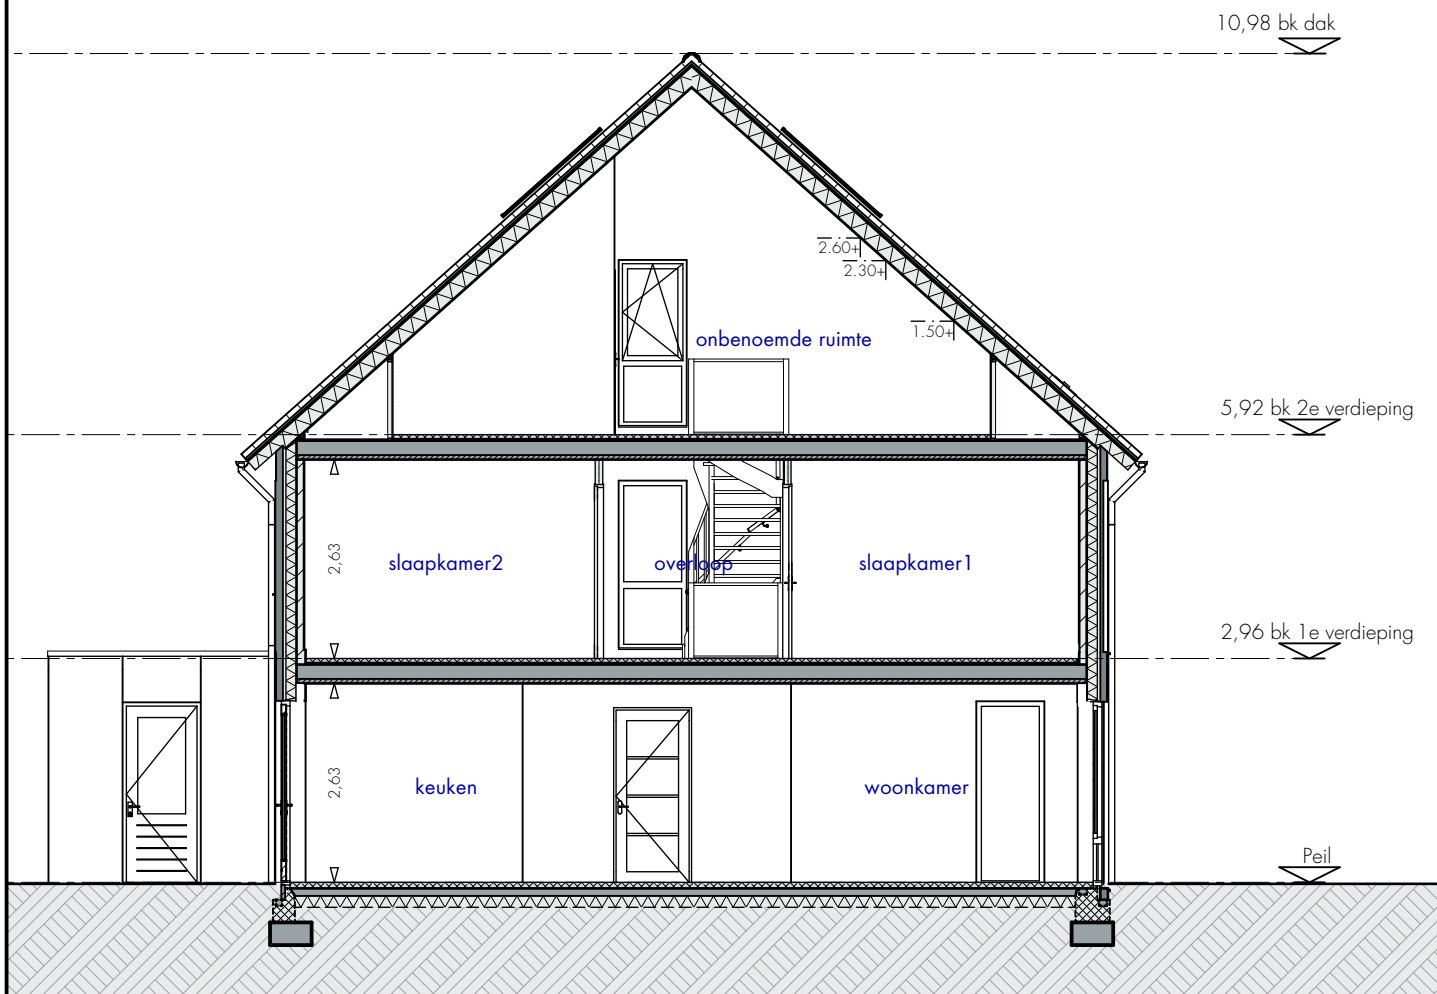 10,98 bk dak
2.60+
2.30+
1.50+
onbenoemde ruimte
5,92 bk 2e verdieping
2,63
slaapkamer2
overloop
slaapkamer1
2,96 bk 1e verdieping
2,63
keuken
woonkamer
Peil